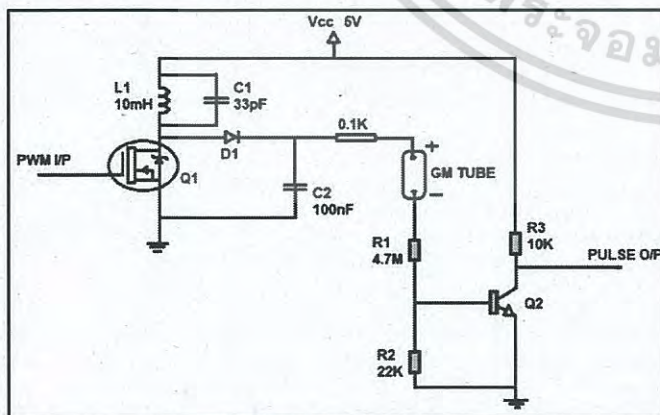 Vcc 5V
L1
10mH
C1
33pF
0.1K
PWM I/P
D1
Q1
+
GM TUBE
−
C2
100nF
R1
4.7M
R3
10K
PULSE O/P
Q2
R2
22K